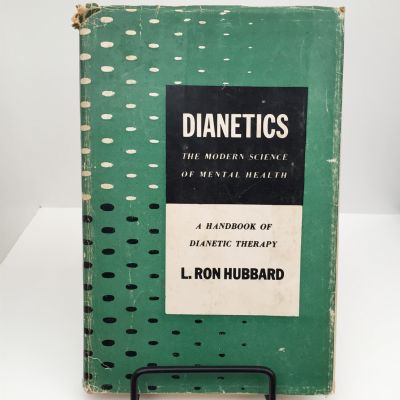 DIANETICS
THE MODERN SCIENCE
OF MENTAL HEALTH
A HANDBOOK OF
DIANETIC THERAPY
L. RON HUBBARD